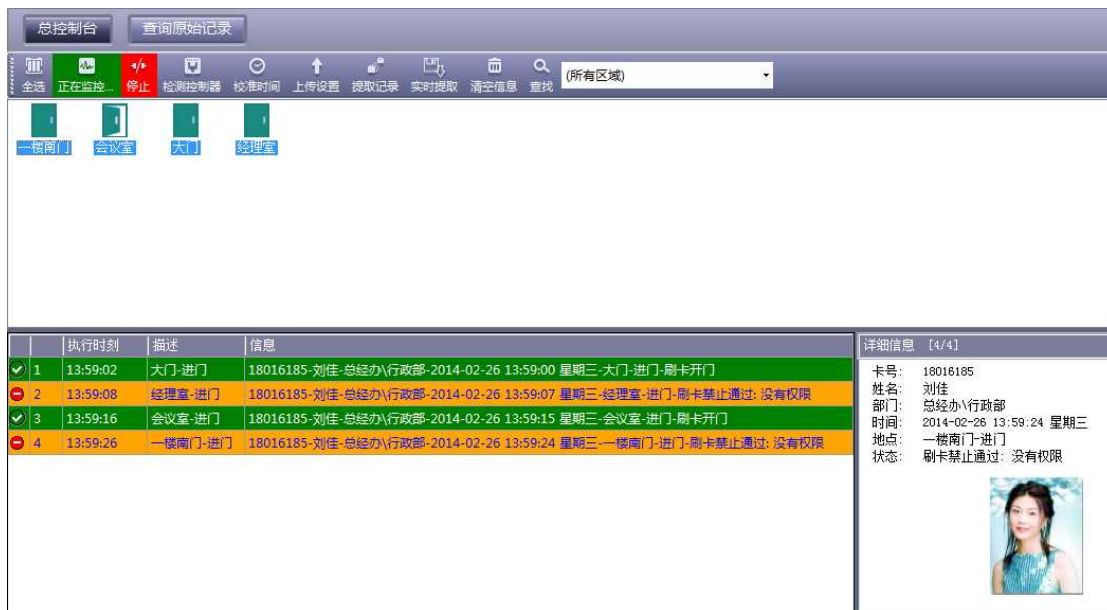 总控制台 查询原始记录
全选 正在监控... 停止 检测控制器 校准时间 上传设置 提取记录 实时提取 清空信息 查找 (所有区域)
一楼南门 会议室 大门 经理室
执行时刻 描述 信息
1 13:59:02 大门-进门 18016185-刘佳-总经办\行政部-2014-02-26 13:59:00 星期三-大门-进门-刷卡开门
2 13:59:08 经理室-进门 18016185-刘佳-总经办\行政部-2014-02-26 13:59:07 星期三-经理室-进门-刷卡禁止通过: 没有权限
3 13:59:16 会议室-进门 18016185-刘佳-总经办\行政部-2014-02-26 13:59:15 星期三-会议室-进门-刷卡开门
4 13:59:26 一楼南门-进门 18016185-刘佳-总经办\行政部-2014-02-26 13:59:24 星期三-一楼南门-进门-刷卡禁止通过: 没有权限
详细信息 [4/4]
卡号: 18016185
姓名: 刘佳
部门: 总经办\行政部
时间: 2014-02-26 13:59:24 星期三
地点: 一楼南门-进门
状态: 刷卡禁止通过: 没有权限